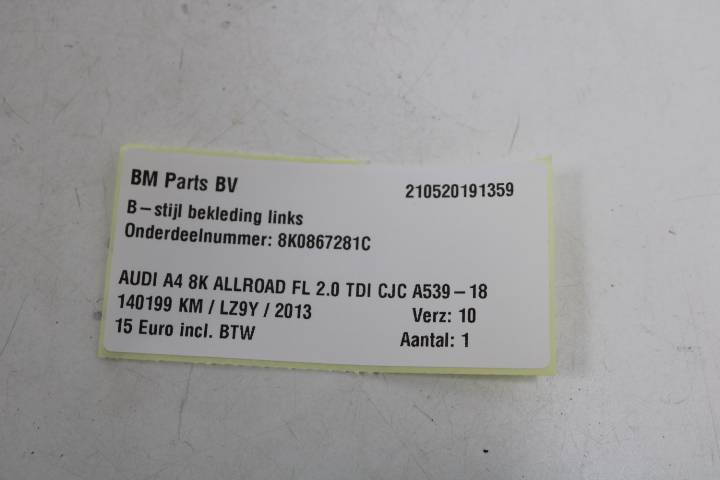 BM Parts BV 210520191359
B-stijl bekleding links
Onderdeelnummer: 8K0867281C
AUDI A4 8K ALLROAD FL 2.0 TDI CJC A539-18
140199 KM / LZ9Y / 2013 Verz: 10
15 Euro incl. BTW Aantal: 1